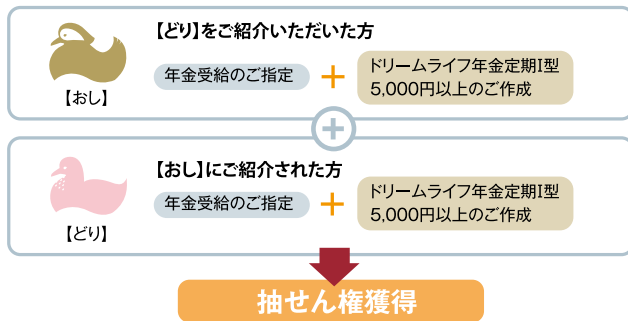 【どり】をご紹介いただいた方
年金受給のご指定
+
ドリームライフ年金定期Ⅰ型
5,000円以上のご作成
【おし】
+
【おし】にご紹介された方
年金受給のご指定
+
ドリームライフ年金定期Ⅰ型
5,000円以上のご作成
【どり】
抽せん権獲得